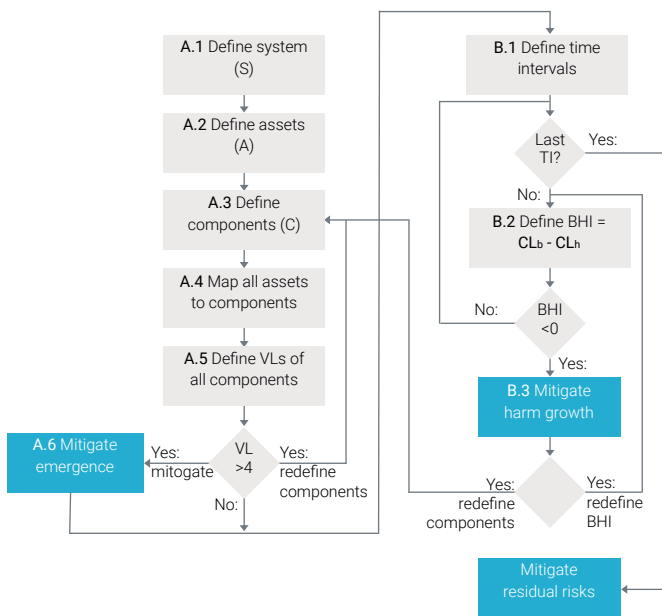 A.1 Define system
(S)
A.2 Define assets
(A)
A.3 Define
components (C)
A.4 Map all assets
to components
A.5 Define VLs of
all components
VL
>4
Yes:
mitogate
Yes:
redefine
components
No:
A.6 Mitigate
emergence
B.1 Define time
intervals
Last
TI?
Yes:
No:
B.2 Define BHI =
CLb - CLh
BHI
<0
No:
Yes:
B.3 Mitigate
harm growth
Yes:
redefine
components
Yes:
redefine
BHI
Mitigate
residual risks